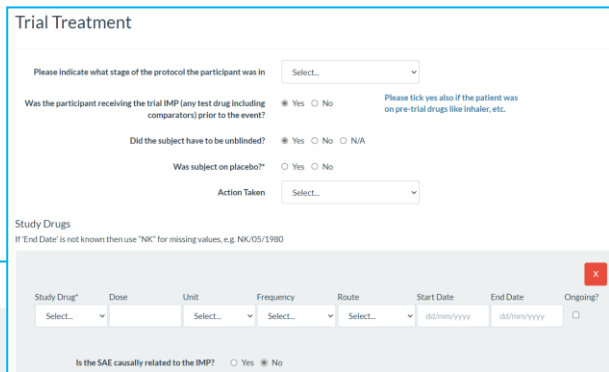 Trial Treatment
Please indicate what stage of the protocol the participant was in
Select...
Was the participant receiving the trial IMP (any test drug including
comparators) prior to the event?
Yes No
Please tick yes also if the patient was
on pre-trial drugs like inhaler, etc.
Did the subject have to be unblinded?
Yes No N/A
Was subject on placebo?*
Yes No
Action Taken
Select...
Study Drugs
If 'End Date' is not known then use "NK" for missing values, e.g. NK/05/1980
X
Study Drug* Dose Unit Frequency Route Start Date End Date Ongoing?
Select... Select... Select... Select... dd/mm/yyyy dd/mm/yyyy
Is the SAE causally related to the IMP? Yes No